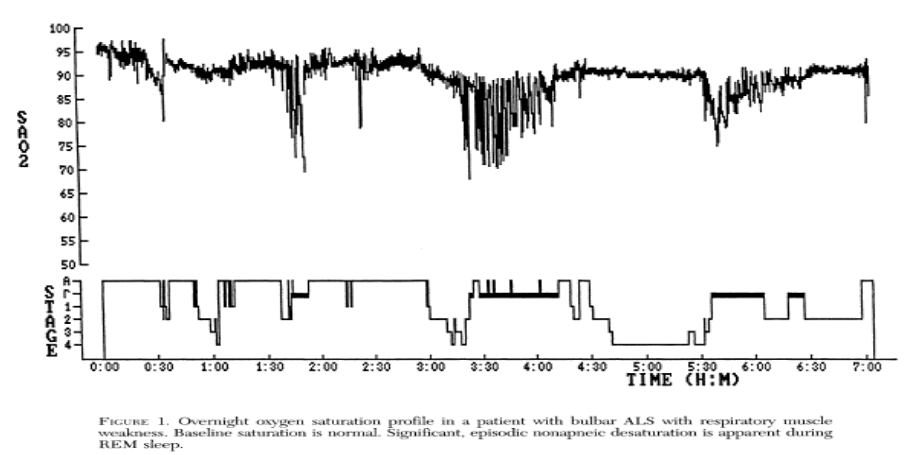 100
95
90
85
80
75
70
65
60
55
50
SAO2
STAGE
A
r
1
2
3
4
0:00 0:30 1:00 1:30 2:00 2:30 3:00 3:30 4:00 4:30 5:00 5:30 6:00 6:30 7:00
TIME (H:M)
FIGURE 1. Overnight oxygen saturation profile in a patient with bulbar ALS with respiratory muscle
weakness. Baseline saturation is normal. Significant, episodic nonapneic desaturation is apparent during
REM sleep.